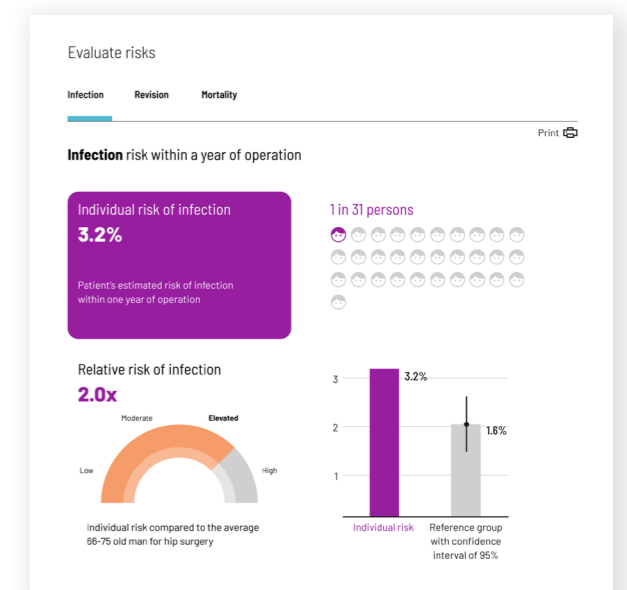 Evaluate risks
Infection Revision Mortality
Print
Infection risk within a year of operation
Individual risk of infection
3.2%
Patient's estimated risk of infection
within one year of operation
1 in 31 persons
Relative risk of infection
2.0x
Moderate Elevated
Low High
Individual risk compared to the average
66-75 old man for hip surgery
3
3.2%
2
1.6%
1
Individual risk
Reference group
with confidence
interval of 95%